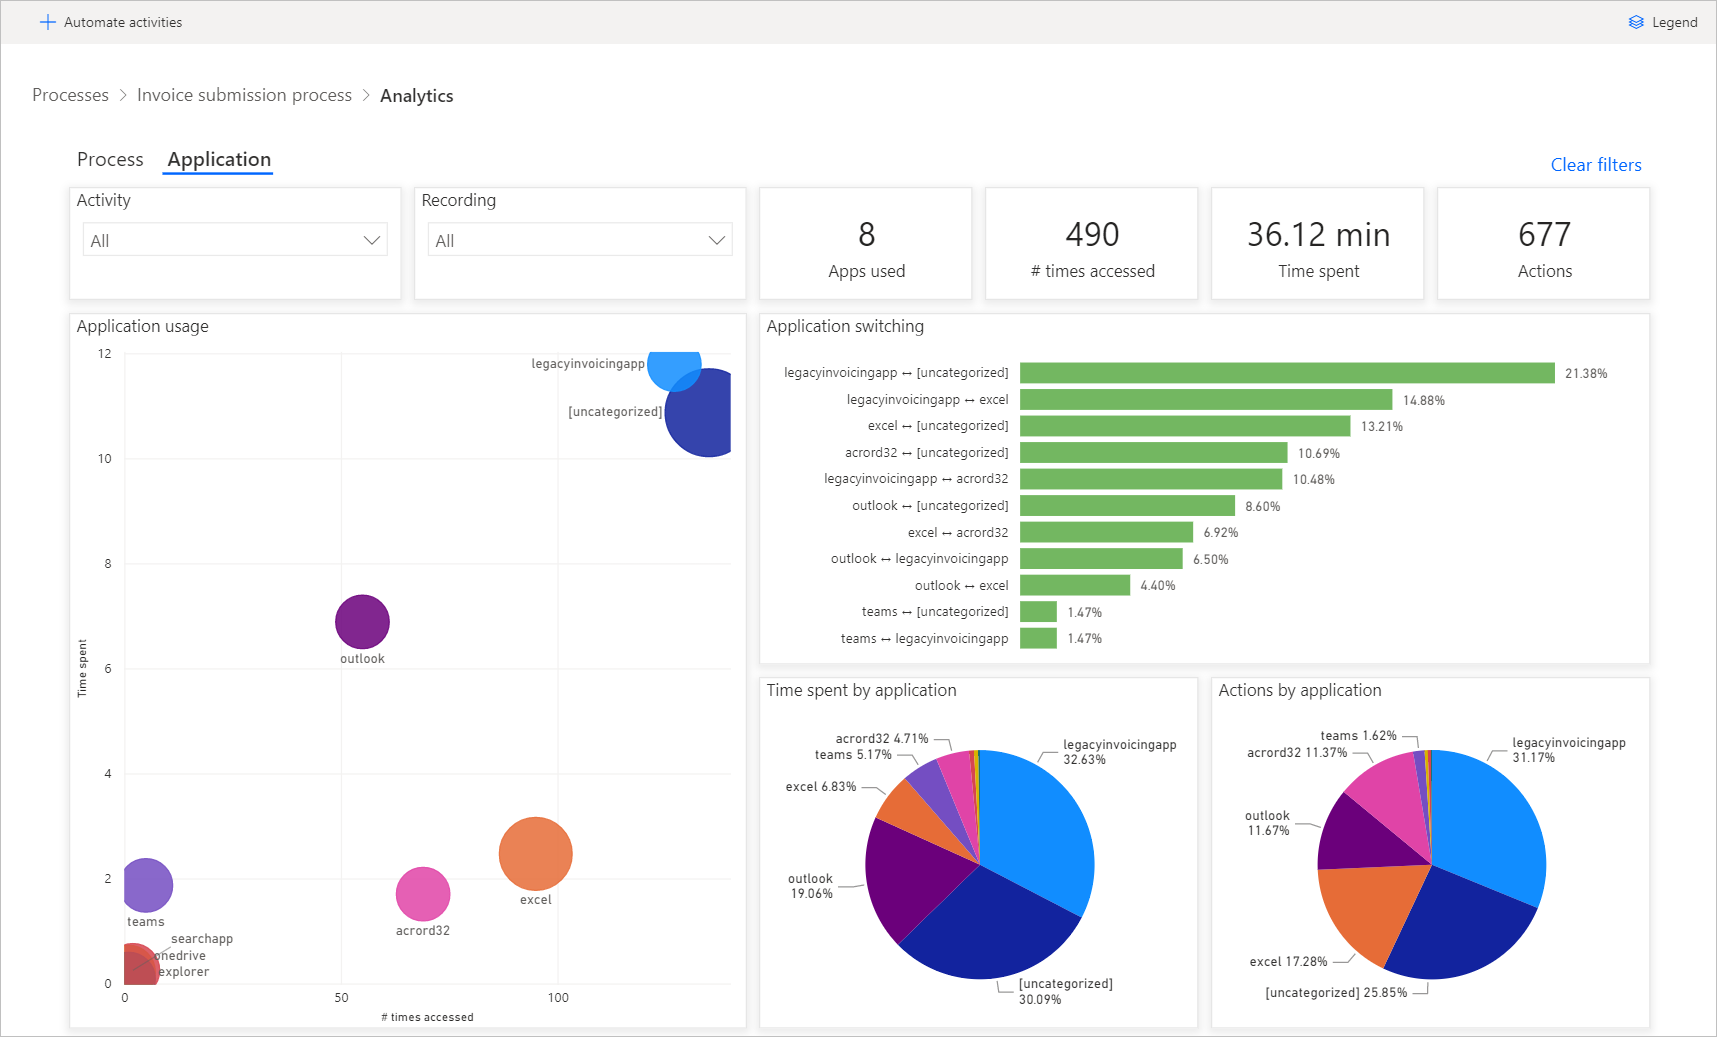 Automate activities
Legend
Processes > Invoice submission process > Analytics
Process
Application
Clear filters
Activity
All
Recording
All
8
Apps used
490
# times accessed
36.12 min
Time spent
677
Actions
Application usage
12
10
8
6
4
2
0
0
50
100
Time spent
# times accessed
legacyinvoicingapp
[uncategorized]
outlook
excel
acrord32
teams
searchapp
onedrive
explorer
Application switching
legacyinvoicingapp ↔ [uncategorized] 21.38%
legacyinvoicingapp ↔ excel 14.88%
excel ↔ [uncategorized] 13.21%
acrord32 ↔ [uncategorized] 10.69%
legacyinvoicingapp ↔ acrord32 10.48%
outlook ↔ [uncategorized] 8.60%
excel ↔ acrord32 6.92%
outlook ↔ legacyinvoicingapp 6.50%
outlook ↔ excel 4.40%
teams ↔ [uncategorized] 1.47%
teams ↔ legacyinvoicingapp 1.47%
Time spent by application
acrord32 4.71%
teams 5.17%
excel 6.83%
outlook
19.06%
legacyinvoicingapp
32.63%
[uncategorized]
30.09%
Actions by application
teams 1.62%
acrord32 11.37%
outlook
11.67%
excel 17.28%
[uncategorized] 25.85%
legacyinvoicingapp
31.17%